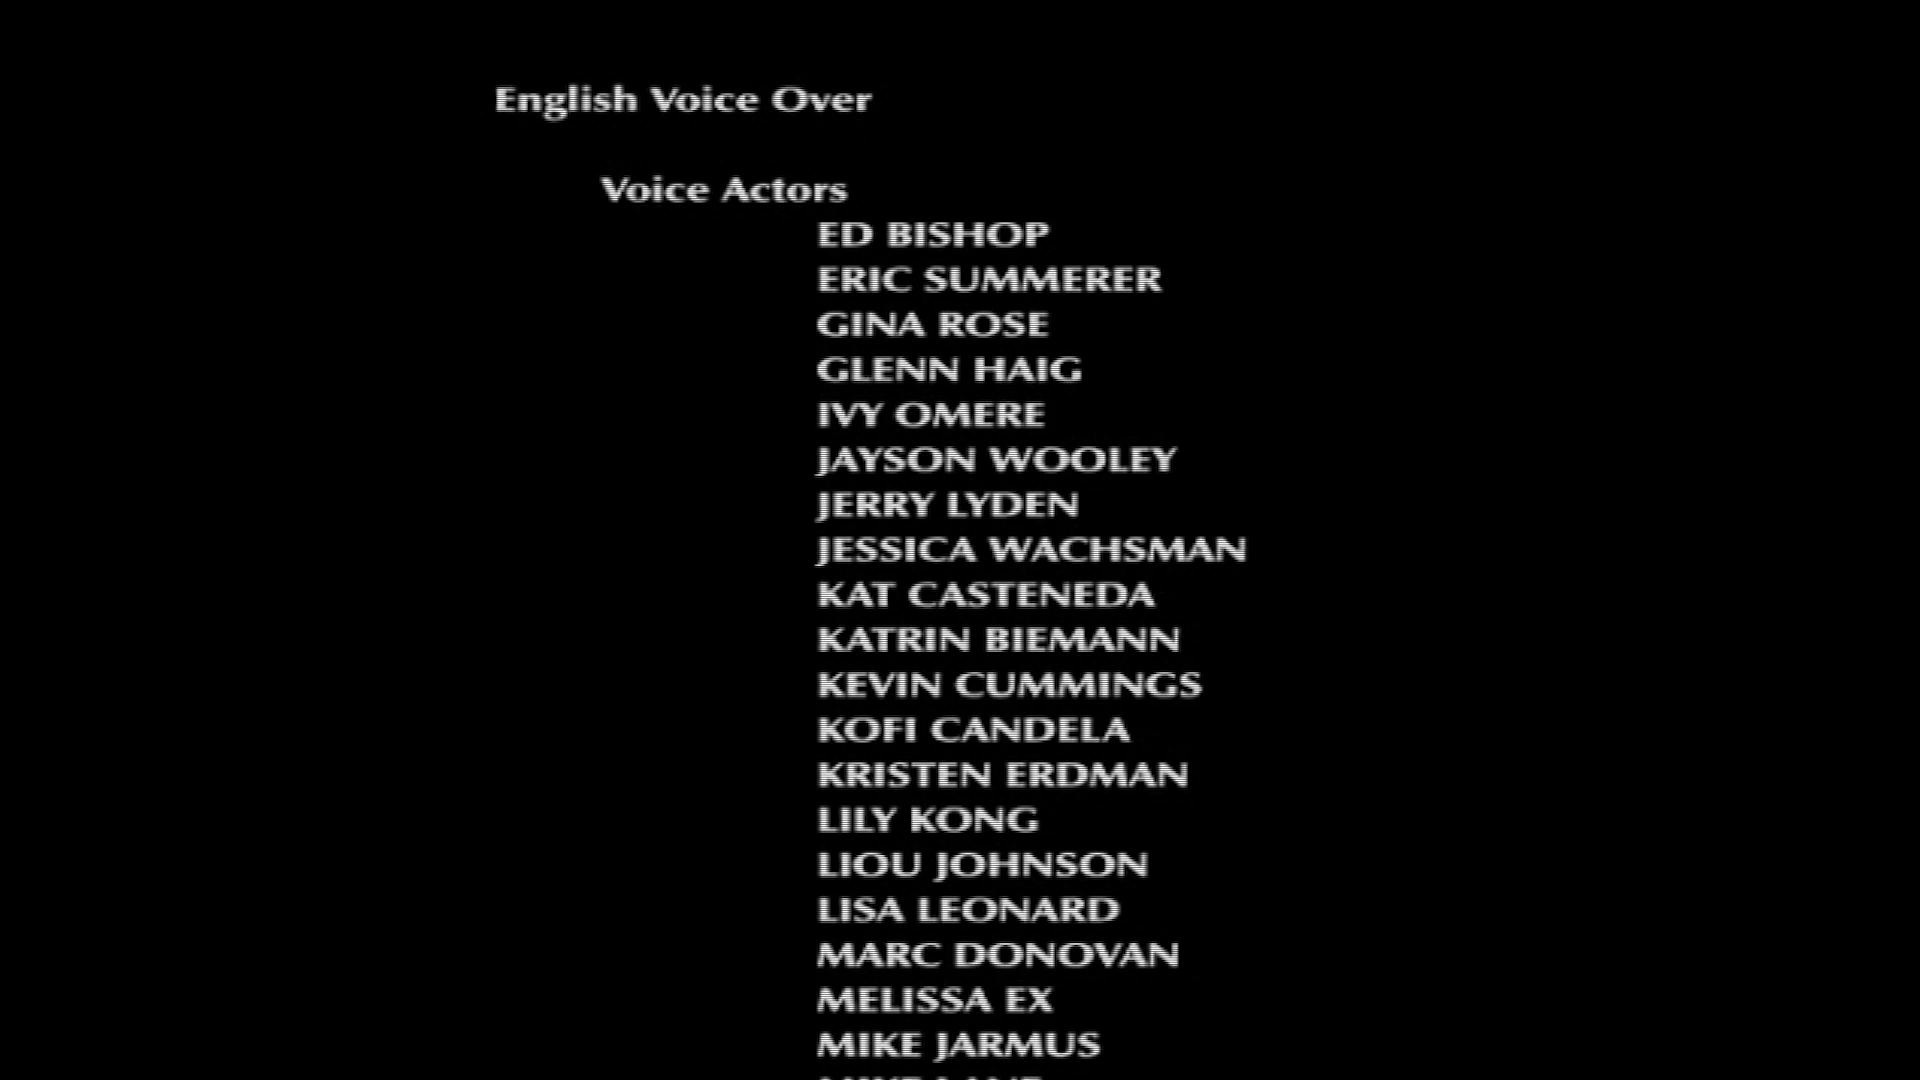 English Voice Over
Voice Actors
ED BISHOP
ERIC SUMMERER
GINA ROSE
GLENN HAIG
IVY OMERE
JAYSON WOOLEY
JERRY LYDEN
JESSICA WACHSMAN
KAT CASTENEDA
KATRIN BIEMANN
KEVIN CUMMINGS
KOFI CANDELA
KRISTEN ERDMAN
LILY KONG
LIOU JOHNSON
LISA LEONARD
MARC DONOVAN
MELISSA EX
MIKE JARMUS